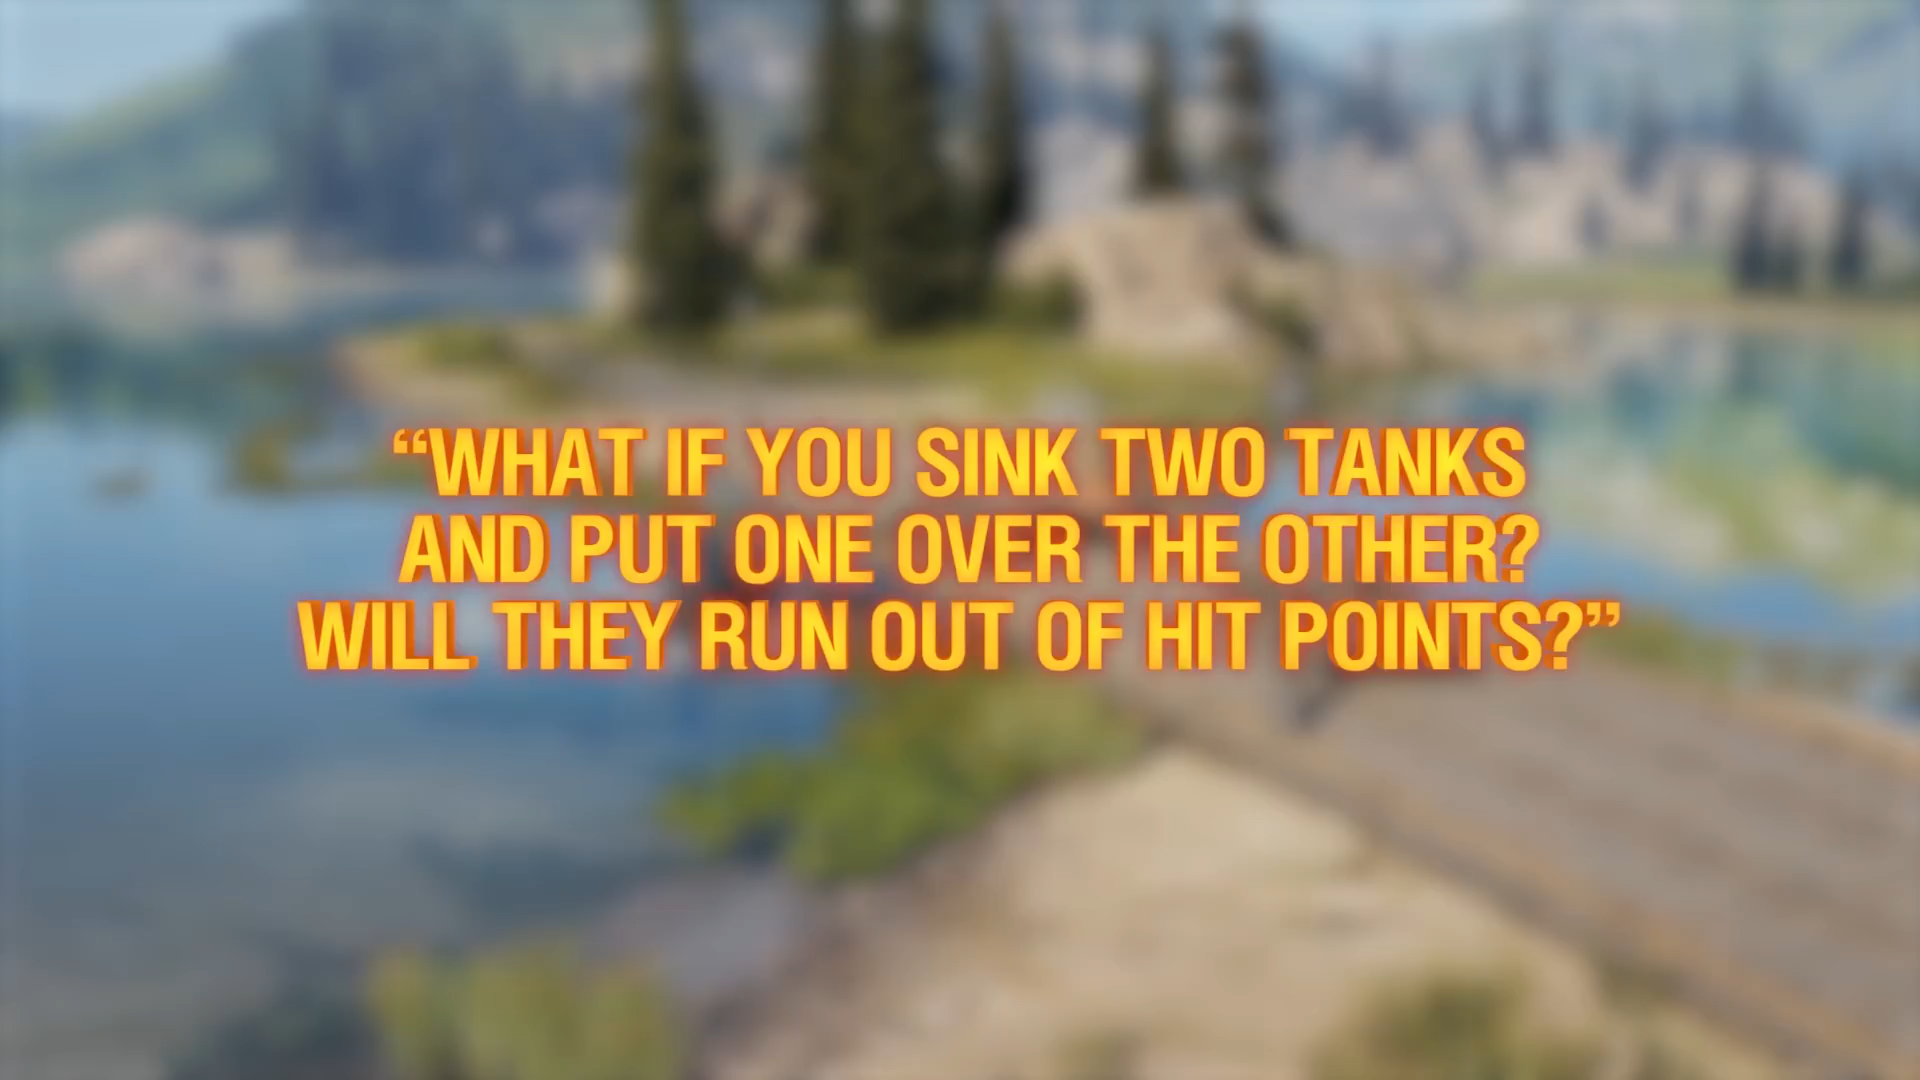 “WHAT IF YOU SINK TWO TANKS
AND PUT ONE OVER THE OTHER?
WILL THEY RUN OUT OF HIT POINTS?”